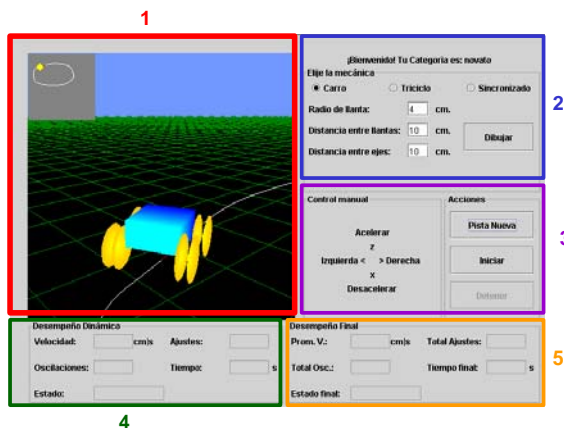 1
¡Bienvenido! Tu Categoria es: novato
Elije la mecánica
Carro Triciclo Sincronizado
Radio de llanta: 4 cm.
Distancia entre llantas: 10 cm.
Dibujar
Distancia entre ejes: 10 cm.
2
Control manual
Acelerar
z
Izquierda < > Derecha
x
Desacelerar
Acciones
Pista Nueva
Iniciar
Detener
3
Desempeño Dinámico
Velocidad: cm/s Ajustes:
Oscilaciones: Tiempo: s
Estado:
4
Desempeño Final
Prom. V.: cm/s Total Ajustes:
Total Osc.: Tiempo final: s
Estado final:
5